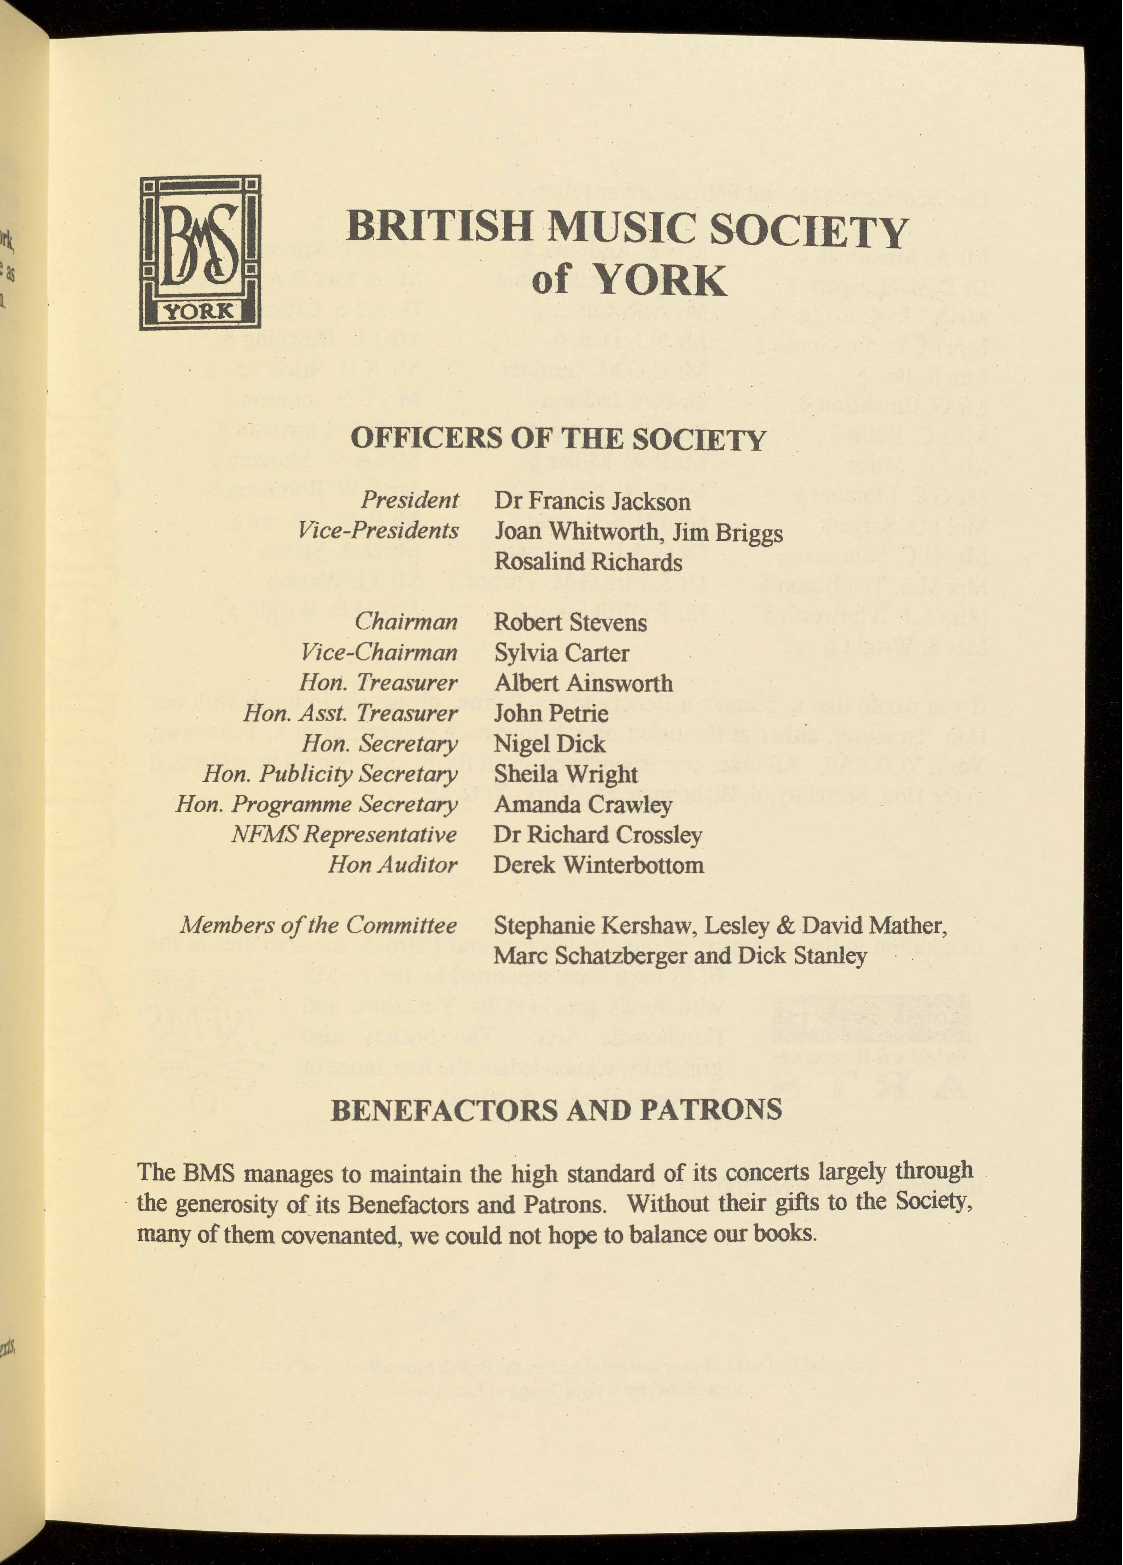 BMS
YORK
BRITISH MUSIC SOCIETY
of YORK
OFFICERS OF THE SOCIETY
President Dr Francis Jackson
Vice-Presidents Joan Whitworth, Jim Briggs
Rosalind Richards
Chairman Robert Stevens
Vice-Chairman Sylvia Carter
Hon. Treasurer Albert Ainsworth
Hon. Asst. Treasurer John Petrie
Hon. Secretary Nigel Dick
Hon. Publicity Secretary Sheila Wright
Hon. Programme Secretary Amanda Crawley
NFMS Representative Dr Richard Crossley
Hon Auditor Derek Winterbottom
Members of the Committee Stephanie Kershaw, Lesley & David Mather,
Marc Schatzberger and Dick Stanley
BENEFACTORS AND PATRONS
The BMS manages to maintain the high standard of its concerts largely through
the generosity of its Benefactors and Patrons. Without their gifts to the Society,
many of them covenanted, we could not hope to balance our books.